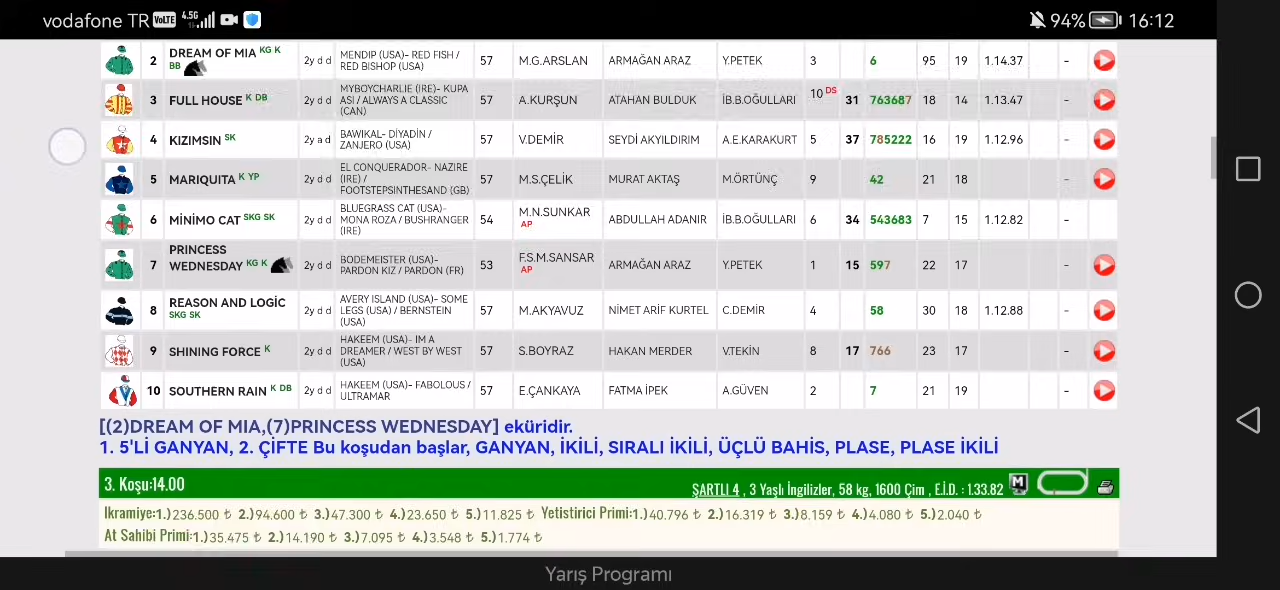 vodafone TR VoLTE 4.5G 94% 16:12
2 DREAM OF MIA KG K BB 2y d d MENDIP (USA)- RED FISH / RED BISHOP (USA) 57 M.G.ARSLAN ARMAĞAN ARAZ Y.PETEK 3 6 95 19 1.14.37 -
3 FULL HOUSE K DB 2y d d MYBOYCHARLIE (IRE)- KUPA ASI / ALWAYS A CLASSIC (CAN) 57 A.KURŞUN ATAHAN BULDUK İB.B.OĞULLARI 10 DS 31 763687 18 14 1.13.47 -
4 KIZIMSIN SK 2y a d BAWIKAL- DİYADİN / ZANJERO (USA) 57 V.DEMİR SEYDİ AKYILDIRIM A.E.KARAKURT 5 37 785222 16 19 1.12.96 -
5 MARIQUITA K YP 2y d d EL CONQUERADOR- NAZIRE (IRE) / FOOTSTEPSINTHESAND (GB) 57 M.S.ÇELİK MURAT AKTAŞ M.ÖRTÜNÇ 9 42 21 18 -
6 MİNİMO CAT SKG SK 2y d d BLUEGRASS CAT (USA)- MONA ROZA / BUSHRANGER (IRE) 54 M.N.SUNKAR AP ABDULLAH ADANIR İB.B.OĞULLARI 6 34 543683 7 15 1.12.82 -
7 PRINCESS WEDNESDAY KG K 2y d d BODEMEISTER (USA)- PARDON KIZ / PARDON (FR) 53 F.S.M.SANSAR AP ARMAĞAN ARAZ Y.PETEK 1 15 597 22 17 -
8 REASON AND LOGİC SKG SK 2y d d AVERY ISLAND (USA)- SOME LEGS (USA) / BERNSTEIN (USA) 57 M.AKYAVUZ NİMET ARİF KURTEL C.DEMİR 4 58 30 18 1.12.88 -
9 SHINING FORCE K 2y d d HAKEEM (USA)- IM A DREAMER / WEST BY WEST (USA) 57 S.BOYRAZ HAKAN MERDER V.TEKİN 8 17 766 23 17 -
10 SOUTHERN RAIN K DB 2y d d HAKEEM (USA)- FABOLOUS / ULTRAMAR 57 E.ÇANKAYA FATMA İPEK A.GÜVEN 2 7 21 19 -
[(2)DREAM OF MIA,(7)PRINCESS WEDNESDAY] eküridir.
1. 5'Lİ GANYAN, 2. ÇİFTE Bu koşudan başlar, GANYAN, İKİLİ, SIRALI İKİLİ, ÜÇLÜ BAHİS, PLASE, PLASE İKİLİ
3. Koşu:14.00 ŞARTLI 4 , 3 Yaşlı İngilizler, 58 kg, 1600 Çim , E.İ.D. : 1.33.82 M
Ikramiye:1.)236.500 ₺ 2.)94.600 ₺ 3.)47.300 ₺ 4.)23.650 ₺ 5.)11.825 ₺ Yetistirici Primi:1.)40.796 ₺ 2.)16.319 ₺ 3.)8.159 ₺ 4.)4.080 ₺ 5.)2.040 ₺
At Sahibi Primi:1.)35.475 ₺ 2.)14.190 ₺ 3.)7.095 ₺ 4.)3.548 ₺ 5.)1.774 ₺
Yarış Programı